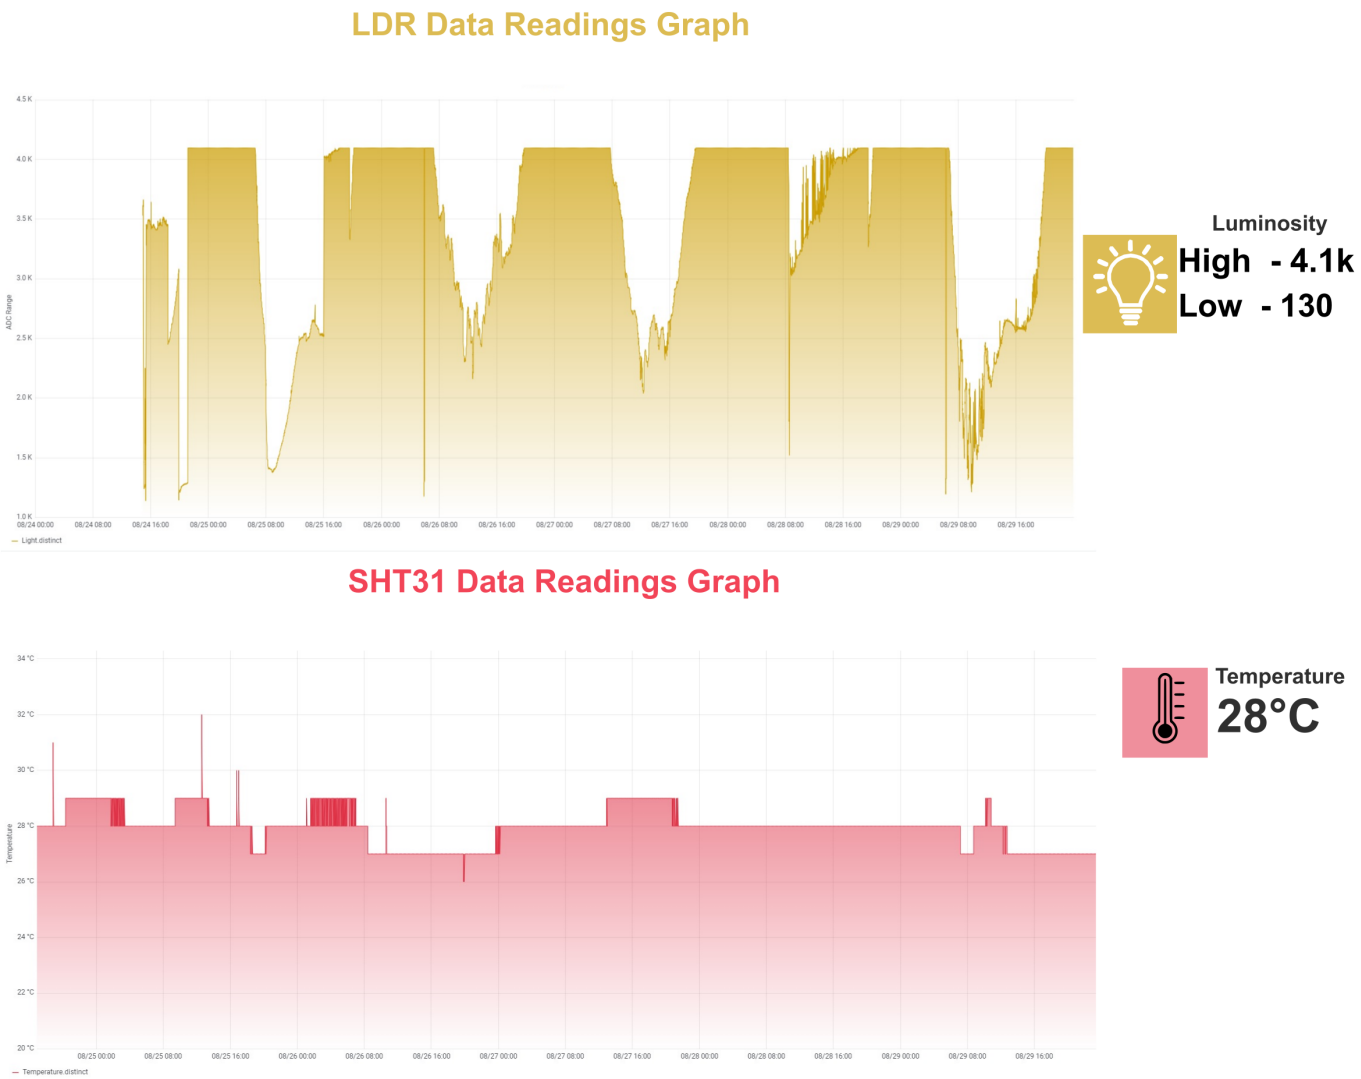 LDR Data Readings Graph
4.5 K
4.0 K
3.5 K
3.0 K
2.5 K
2.0 K
1.5 K
1.0 K
ADC Range
08/24 00:00 08/24 08:00 08/24 16:00 08/25 00:00 08/25 08:00 08/25 16:00 08/26 00:00 08/26 08:00 08/26 16:00 08/27 00:00 08/27 08:00 08/27 16:00 08/28 00:00 08/28 08:00 08/28 16:00 08/29 00:00 08/29 08:00 08/29 16:00
Light.distinct
Luminosity
High - 4.1k
Low - 130
SHT31 Data Readings Graph
34 °C
32 °C
30 °C
28 °C
26 °C
24 °C
22 °C
20 °C
Temperature
08/25 00:00 08/25 08:00 08/25 16:00 08/26 00:00 08/26 08:00 08/26 16:00 08/27 00:00 08/27 08:00 08/27 16:00 08/28 00:00 08/28 08:00 08/28 16:00 08/29 00:00 08/29 08:00 08/29 16:00
Temperature.distinct
Temperature
28°C